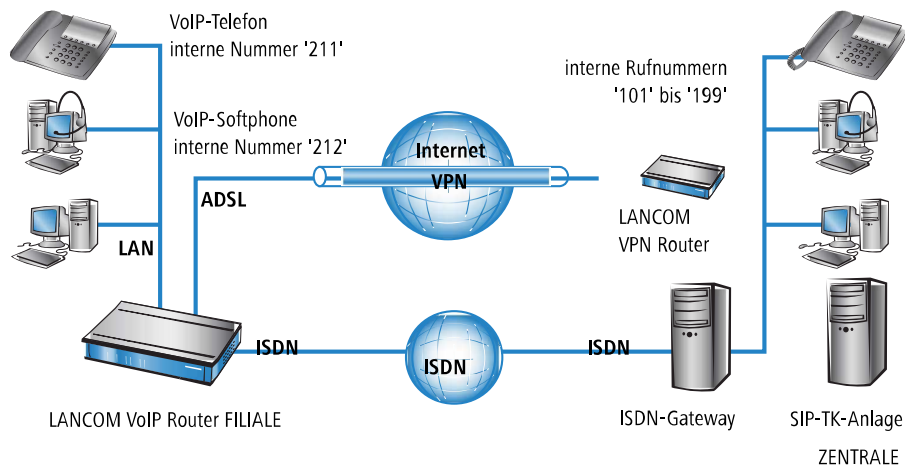 VoIP-Telefon
interne Nummer '211'
interne Rufnummern
'101' bis '199'
VoIP-Softphone
interne Nummer '212'
Internet
VPN
ADSL
LANCOM
VPN Router
LAN
ISDN
ISDN
ISDN
LANCOM VoIP Router FILIALE
ISDN-Gateway
SIP-TK-Anlage
ZENTRALE